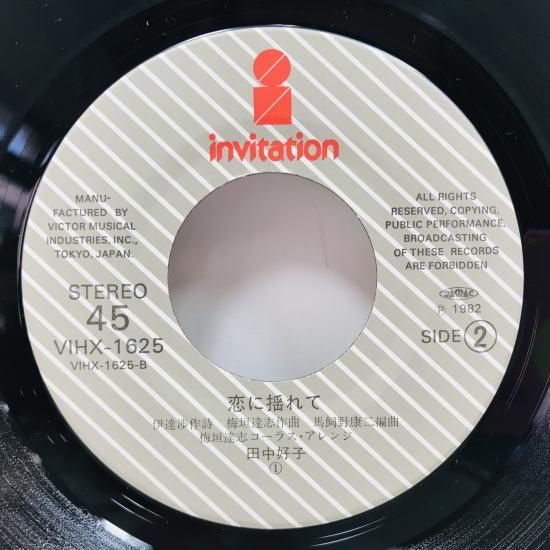 invitation
MANU-
FACTURED BY
VICTOR MUSICAL
INDUSTRIES, INC.,
TOKYO, JAPAN.
ALL RIGHTS
RESERVED, COPYING,
PUBLIC PERFORMANCE,
BROADCASTING
OF THESE RECORDS
ARE FORBIDDEN
STEREO
45
VIHX-1625
VIHX-1625-B
JASRAC
Ⓟ 1982
SIDE ②
恋に揺れて
伊達渉作詩 梅垣達志作曲 馬飼野康二編曲
梅垣達志コーラス・アレンジ
田中好子
①